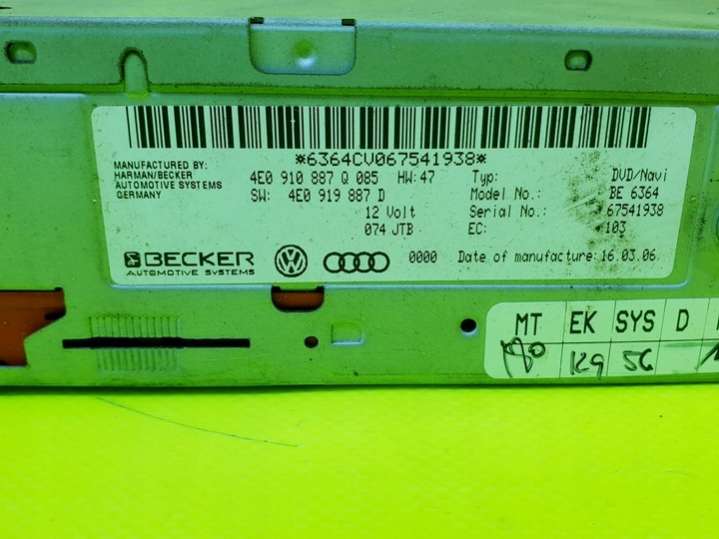 *6364CV067541938*
MANUFACTURED BY:
HARMAN/BECKER
AUTOMOTIVE SYSTEMS
GERMANY
4E0 910 887 Q 085 HW: 47
SW: 4E0 919 887 D
12 Volt
074 JTB
Typ: DVD/Navi
Model No.: BE 6364
Serial No.: 67541938
EC: 103
BECKER
AUTOMOTIVE SYSTEMS
0000 Date of manufacture: 16.03.06
MT EK SYS D
K9 56